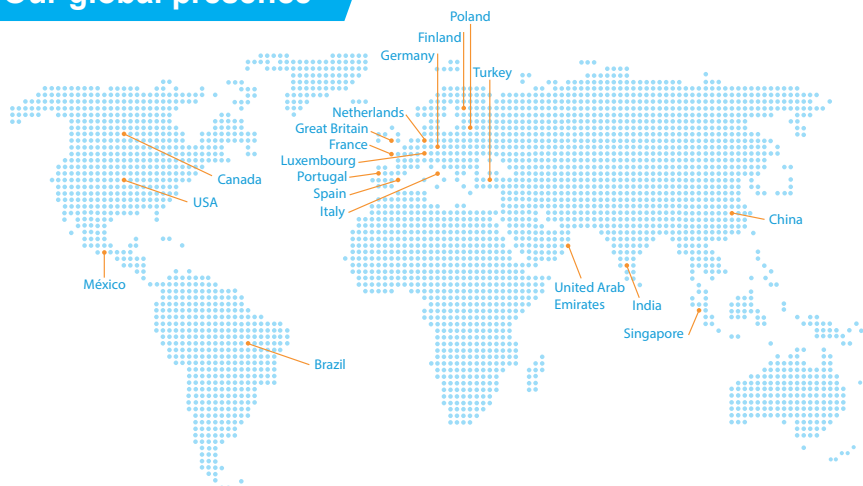 Our global presence
Poland
Finland
Germany
Turkey
Netherlands
Great Britain
France
Luxembourg
Portugal
Spain
Italy
Canada
USA
México
Brazil
China
United Arab
Emirates
India
Singapore